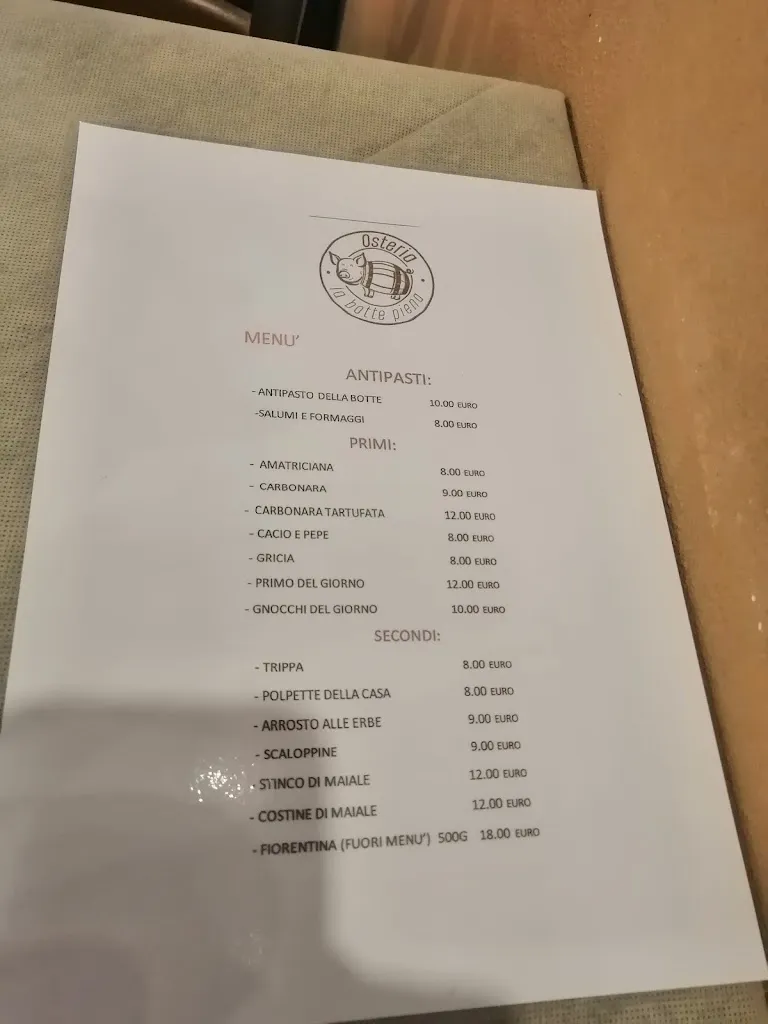 Osteria
la botte piena
MENU'
ANTIPASTI:
- ANTIPASTO DELLA BOTTE 10.00 EURO
-SALUMI E FORMAGGI 8.00 EURO
PRIMI:
- AMATRICIANA 8.00 EURO
- CARBONARA 9.00 EURO
- CARBONARA TARTUFATA 12.00 EURO
- CACIO E PEPE 8.00 EURO
- GRICIA 8.00 EURO
- PRIMO DEL GIORNO 12.00 EURO
- GNOCCHI DEL GIORNO 10.00 EURO
SECONDI:
- TRIPPA 8.00 EURO
- POLPETTE DELLA CASA 8.00 EURO
- ARROSTO ALLE ERBE 9.00 EURO
- SCALOPPINE 9.00 EURO
- STINCO DI MAIALE 12.00 EURO
- COSTINE DI MAIALE 12.00 EURO
- FIORENTINA (FUORI MENU') 500G 18.00 EURO